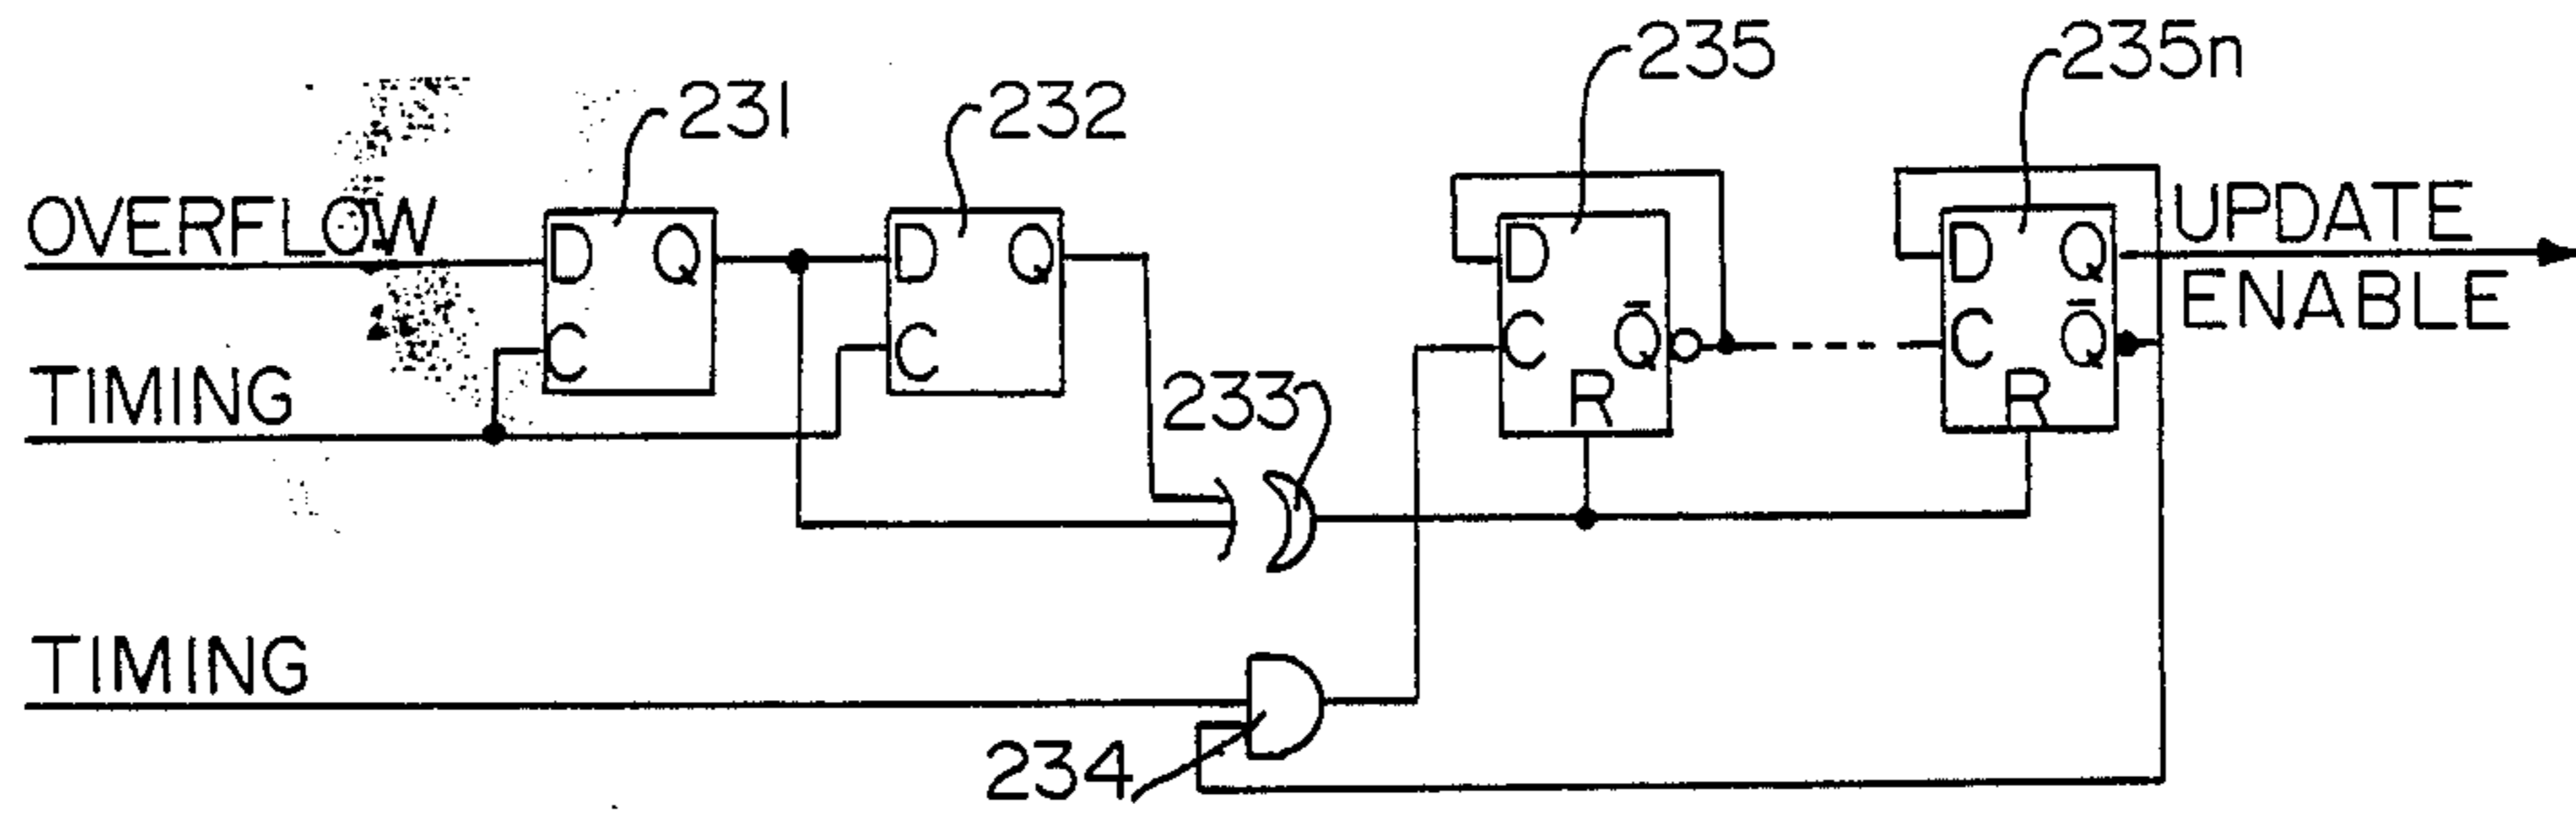 235
235n
231
232
OVERFLOW
D Q
C
D Q
C
D
C Q̄
R
D Q
C Q̄
R
UPDATE
ENABLE
TIMING
233
TIMING
234